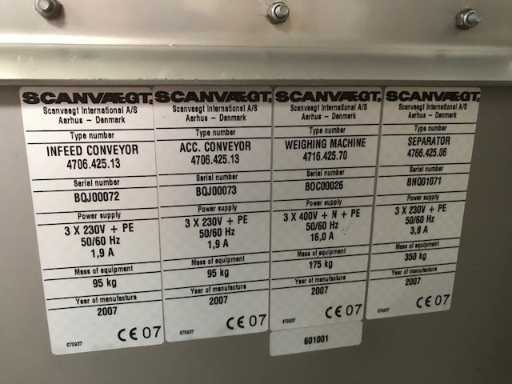 SCANVÆGT.
Scanvaegt International A/S
Aarhus - Denmark
Type number
INFEED CONVEYOR
4706.425.13
Serial number
BQJ00072
Power supply
3 X 230V + PE
50/60 Hz
1,9 A
Mass of equipment
95 kg
Year of manufacture
2007
CE 07
SCANVÆGT.
Scanvaegt International A/S
Aarhus - Denmark
Type number
ACC. CONVEYOR
4706.425.13
Serial number
BQJ00073
Power supply
3 X 230V + PE
50/60 Hz
1,9 A
Mass of equipment
95 kg
Year of manufacture
2007
CE 07
SCANVÆGT.
Scanvaegt International A/S
Aarhus - Denmark
Type number
WEIGHING MACHINE
4716.425.70
Serial number
BOC00026
Power supply
3 X 400V + N + PE
50/60 Hz
16,0 A
Mass of equipment
175 kg
Year of manufacture
2007
CE 07
601001
SCANVÆGT.
Scanvaegt International A/S
Aarhus - Denmark
Type number
SEPARATOR
4766.425.06
Serial number
BNO01071
Power supply
3 X 230V + PE
50/60 Hz
3,8 A
Mass of equipment
350 kg
Year of manufacture
2007
CE 07